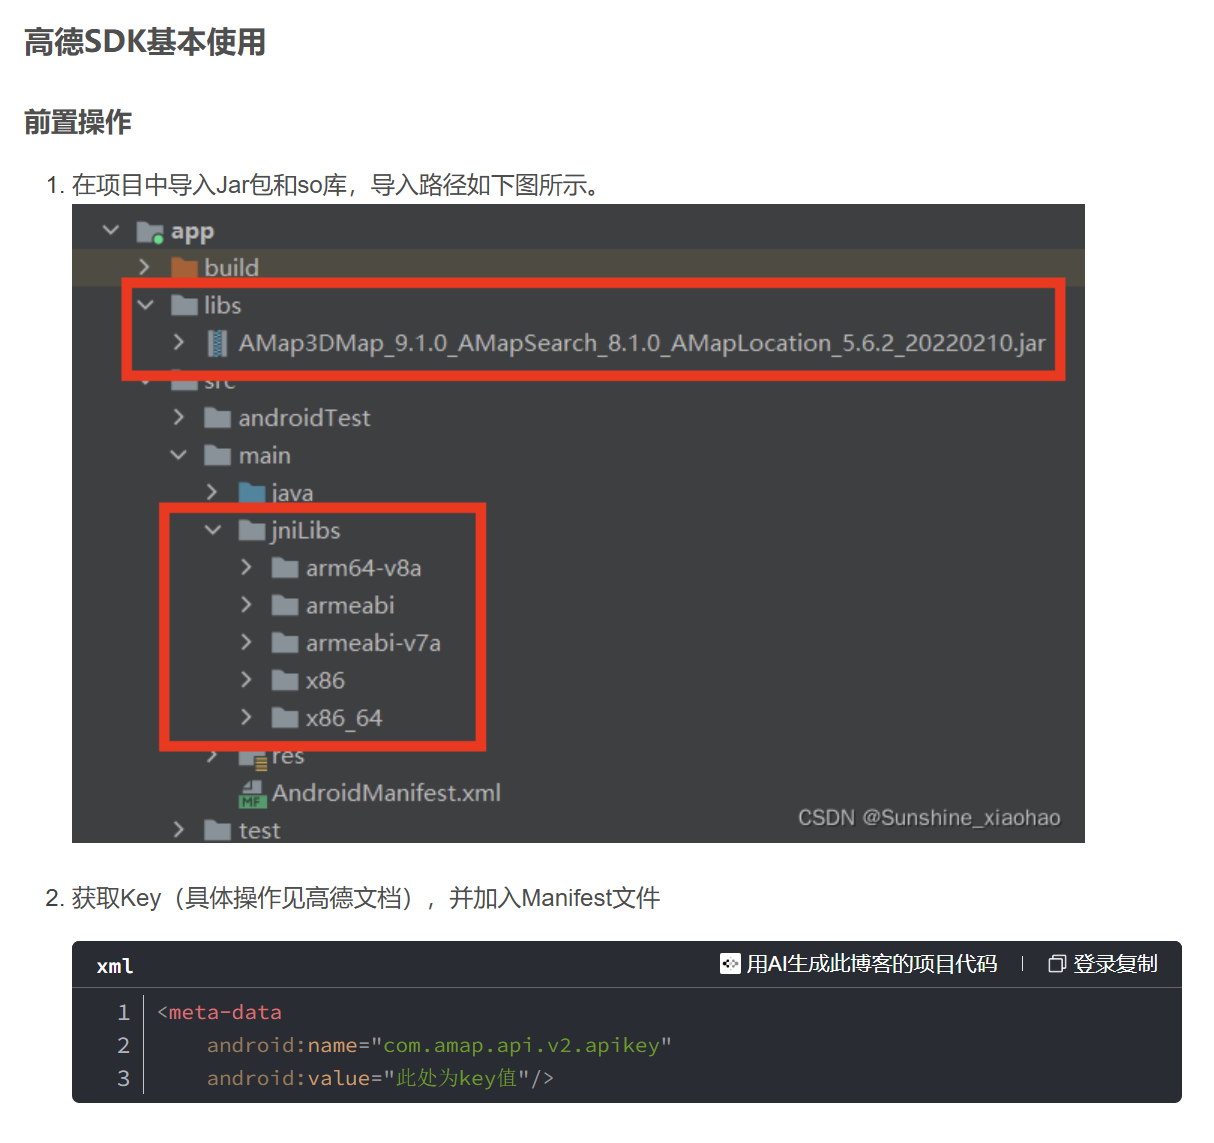 高德SDK基本使用
前置操作
1. 在项目中导入Jar包和so库，导入路径如下图所示。
app
build
libs
AMap3DMap_9.1.0_AMapSearch_8.1.0_AMapLocation_5.6.2_20220210.jar
src
androidTest
main
java
jniLibs
arm64-v8a
armeabi
armeabi-v7a
x86
x86_64
res
MF AndroidManifest.xml
test
CSDN @Sunshine_xiaohao
2. 获取Key（具体操作见高德文档），并加入Manifest文件
xml 用AI生成此博客的项目代码 登录复制
1 <meta-data
2 android:name="com.amap.api.v2.apikey"
3 android:value="此处为key值"/>